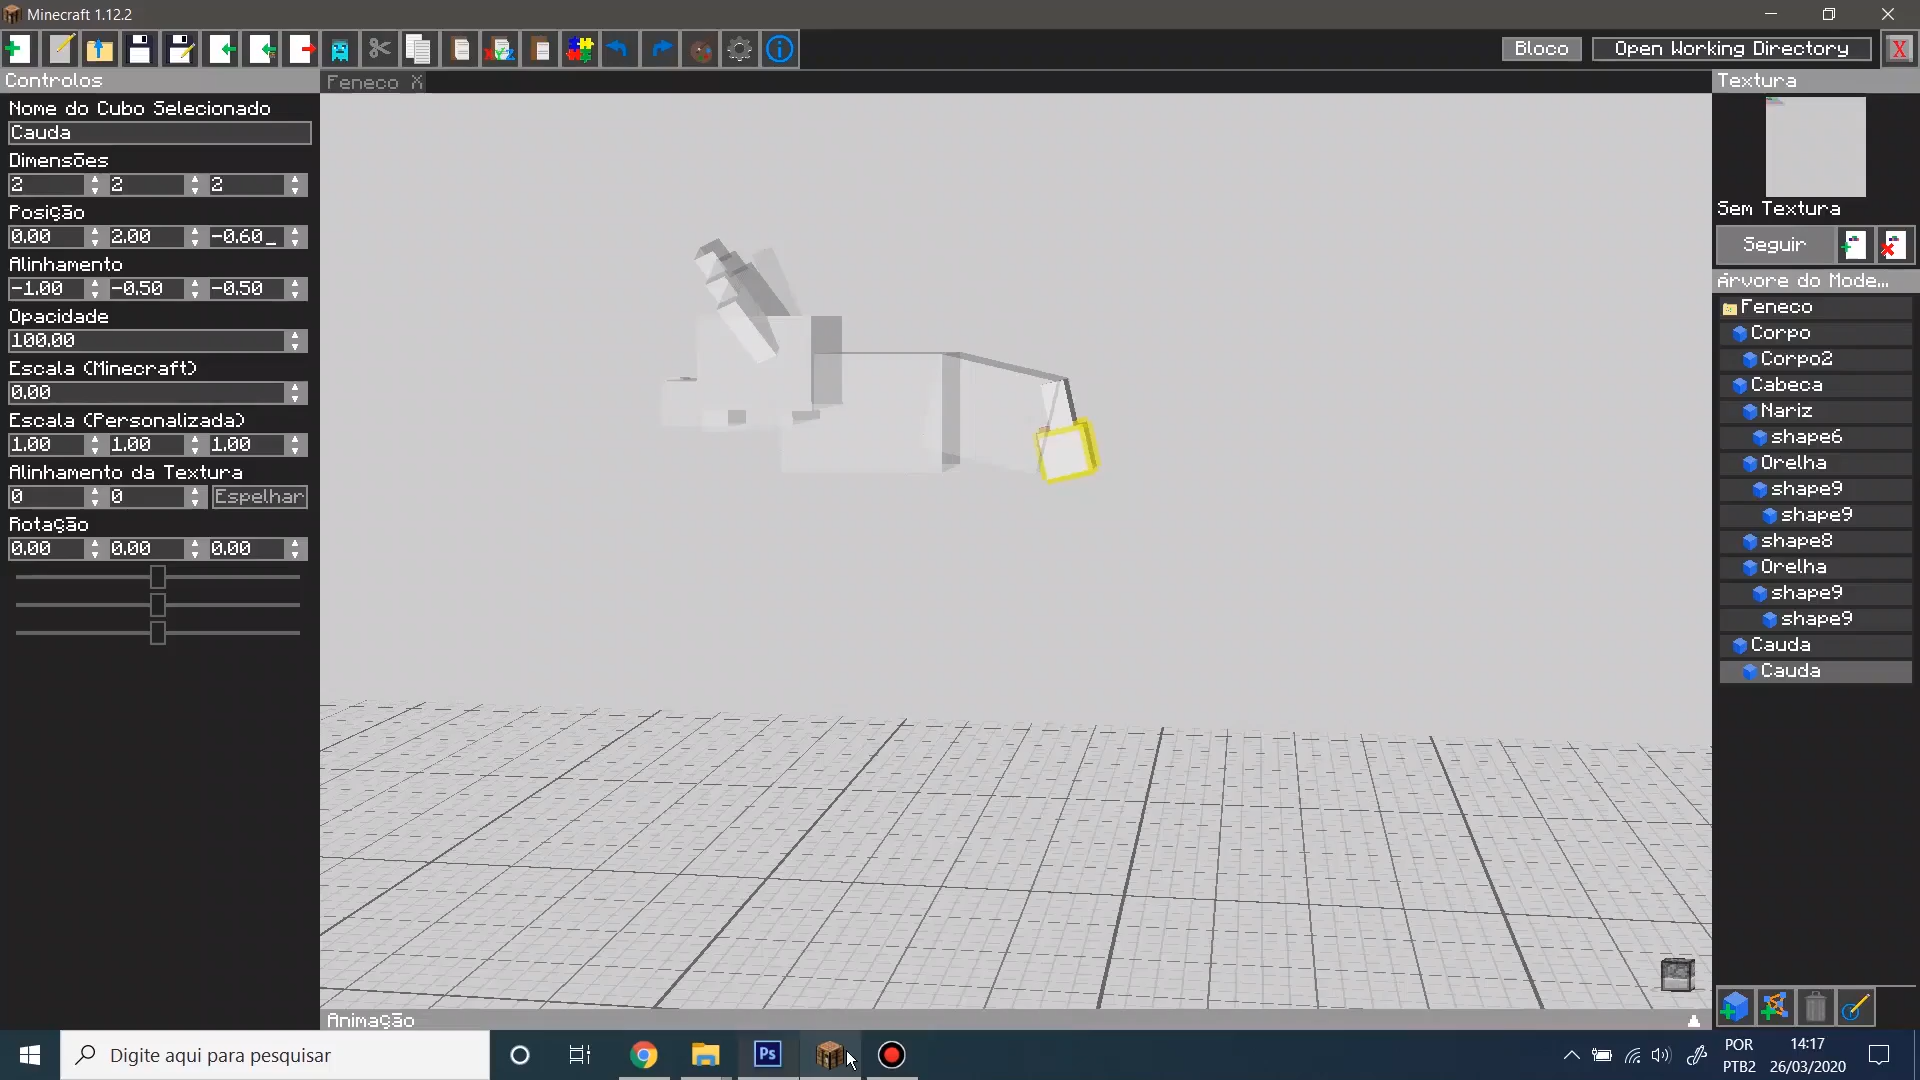 Minecraft 1.12.2
Bloco
Open Working Directory
X
Controlos
Feneco X
Textura
Nome do Cubo Selecionado
Cauda
Dimensões
2 2 2
Posição
0.00 2.00 -0.60_
Alinhamento
-1.00 -0.50 -0.50
Opacidade
100.00
Escala (Minecraft)
0.00
Escala (Personalizada)
1.00 1.00 1.00
Alinhamento da Textura
0 0 Espelhar
Rotação
0.00 0.00 0.00
Sem Textura
Seguir
Árvore do Mode...
Feneco
Corpo
Corpo2
Cabeca
Nariz
shape6
Orelha
shape9
shape9
shape8
Orelha
shape9
shape9
Cauda
Cauda
Animação
Digite aqui para pesquisar
Ps
POR
PTB2
14:17
26/03/2020